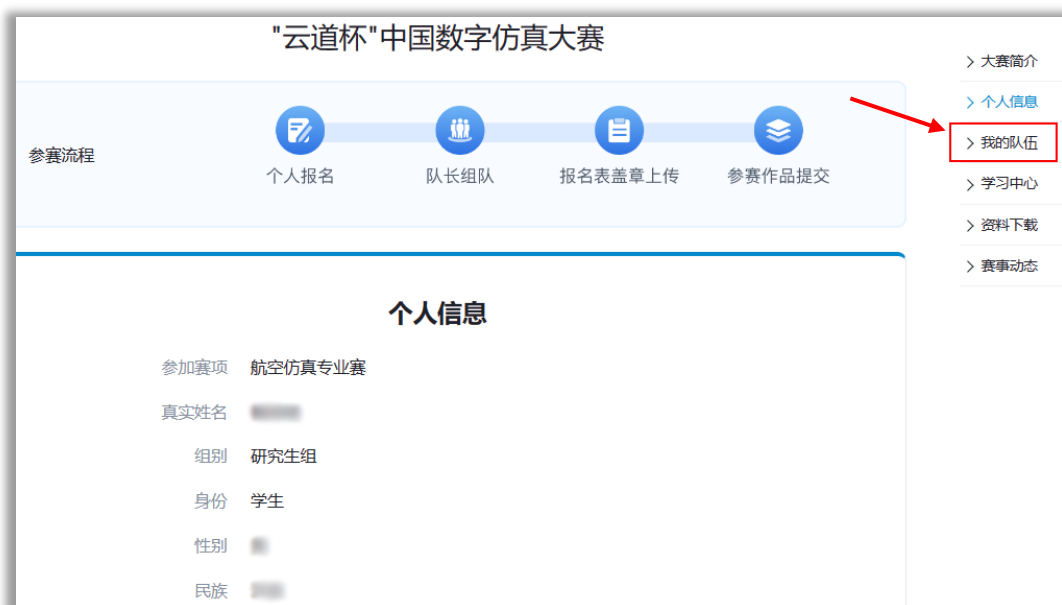 "云道杯"中国数字仿真大赛
参赛流程
个人报名
队长组队
报名表盖章上传
参赛作品提交
个人信息
参加赛项 航空仿真专业赛
真实姓名
组别 研究生组
身份 学生
性别
民族
大赛简介
个人信息
我的队伍
学习中心
资料下载
赛事动态